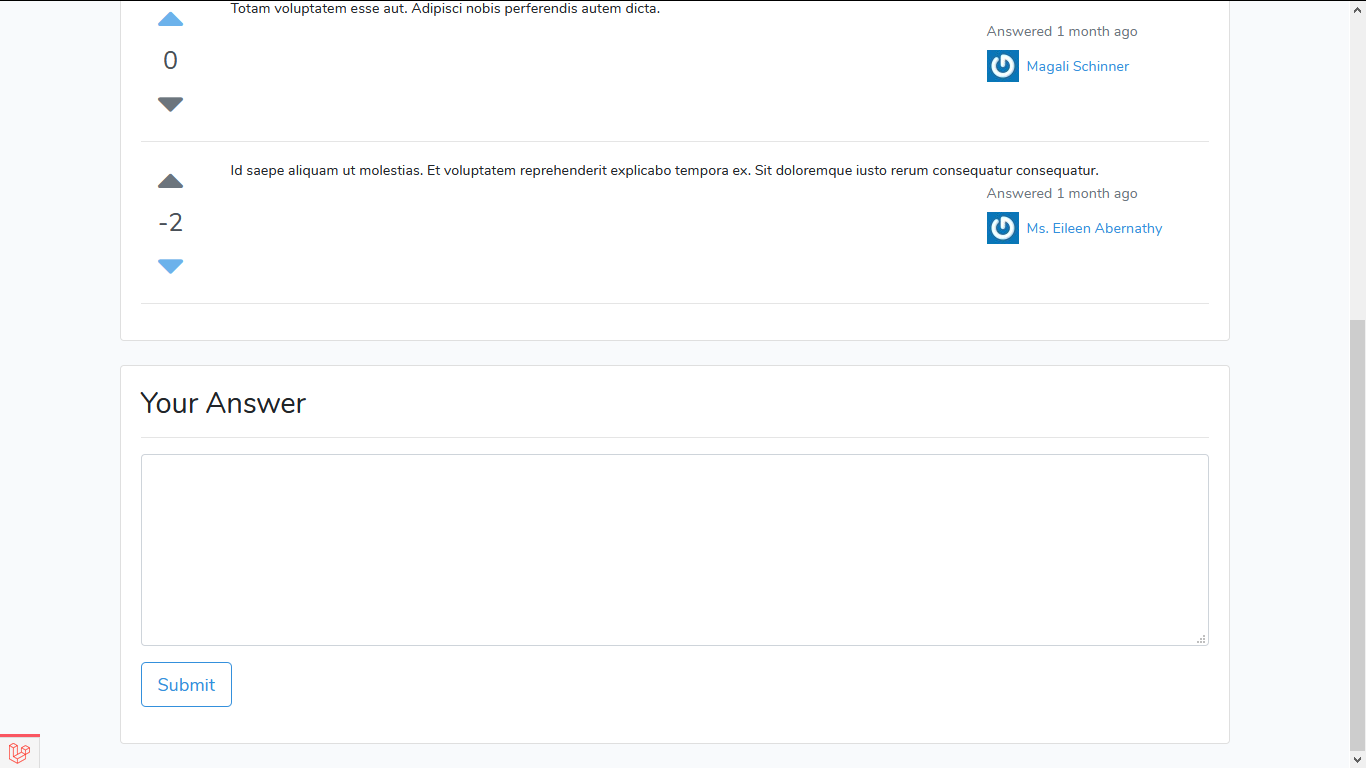 Totam voluptatem esse aut. Adipisci nobis perferendis autem dicta.
Answered 1 month ago
0
Magali Schinner
Id saepe aliquam ut molestias. Et voluptatem reprehenderit explicabo tempora ex. Sit doloremque iusto rerum consequatur consequatur.
Answered 1 month ago
-2
Ms. Eileen Abernathy
Your Answer
Submit